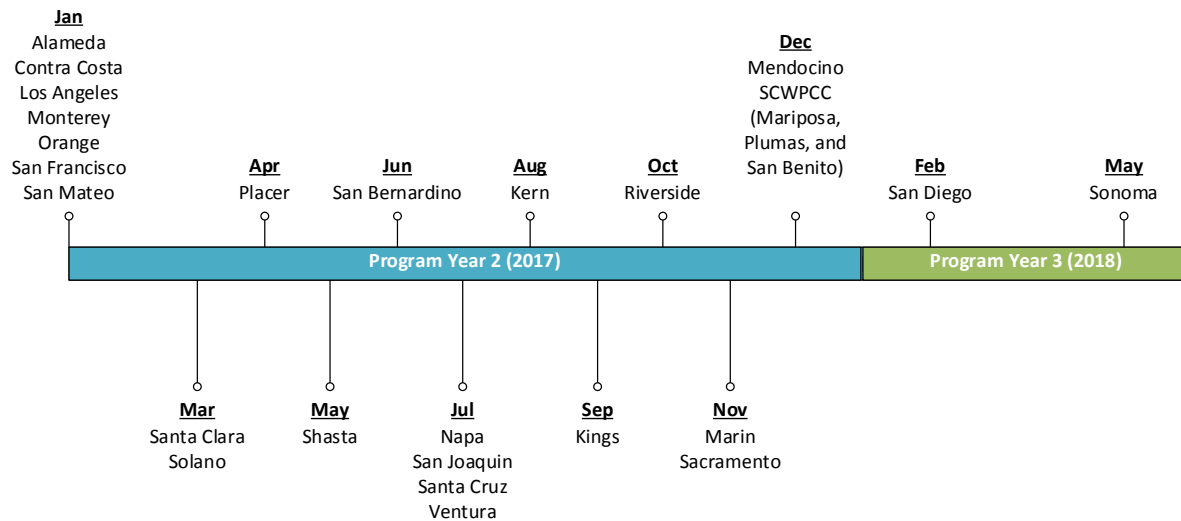 Jan
Alameda
Contra Costa
Los Angeles
Monterey
Orange
San Francisco
San Mateo
Apr
Placer
Jun
San Bernardino
Aug
Kern
Oct
Riverside
Dec
Mendocino
SCWPCC
(Mariposa,
Plumas, and
San Benito)
Feb
San Diego
May
Sonoma
Program Year 2 (2017)
Program Year 3 (2018)
Mar
Santa Clara
Solano
May
Shasta
Jul
Napa
San Joaquin
Santa Cruz
Ventura
Sep
Kings
Nov
Marin
Sacramento